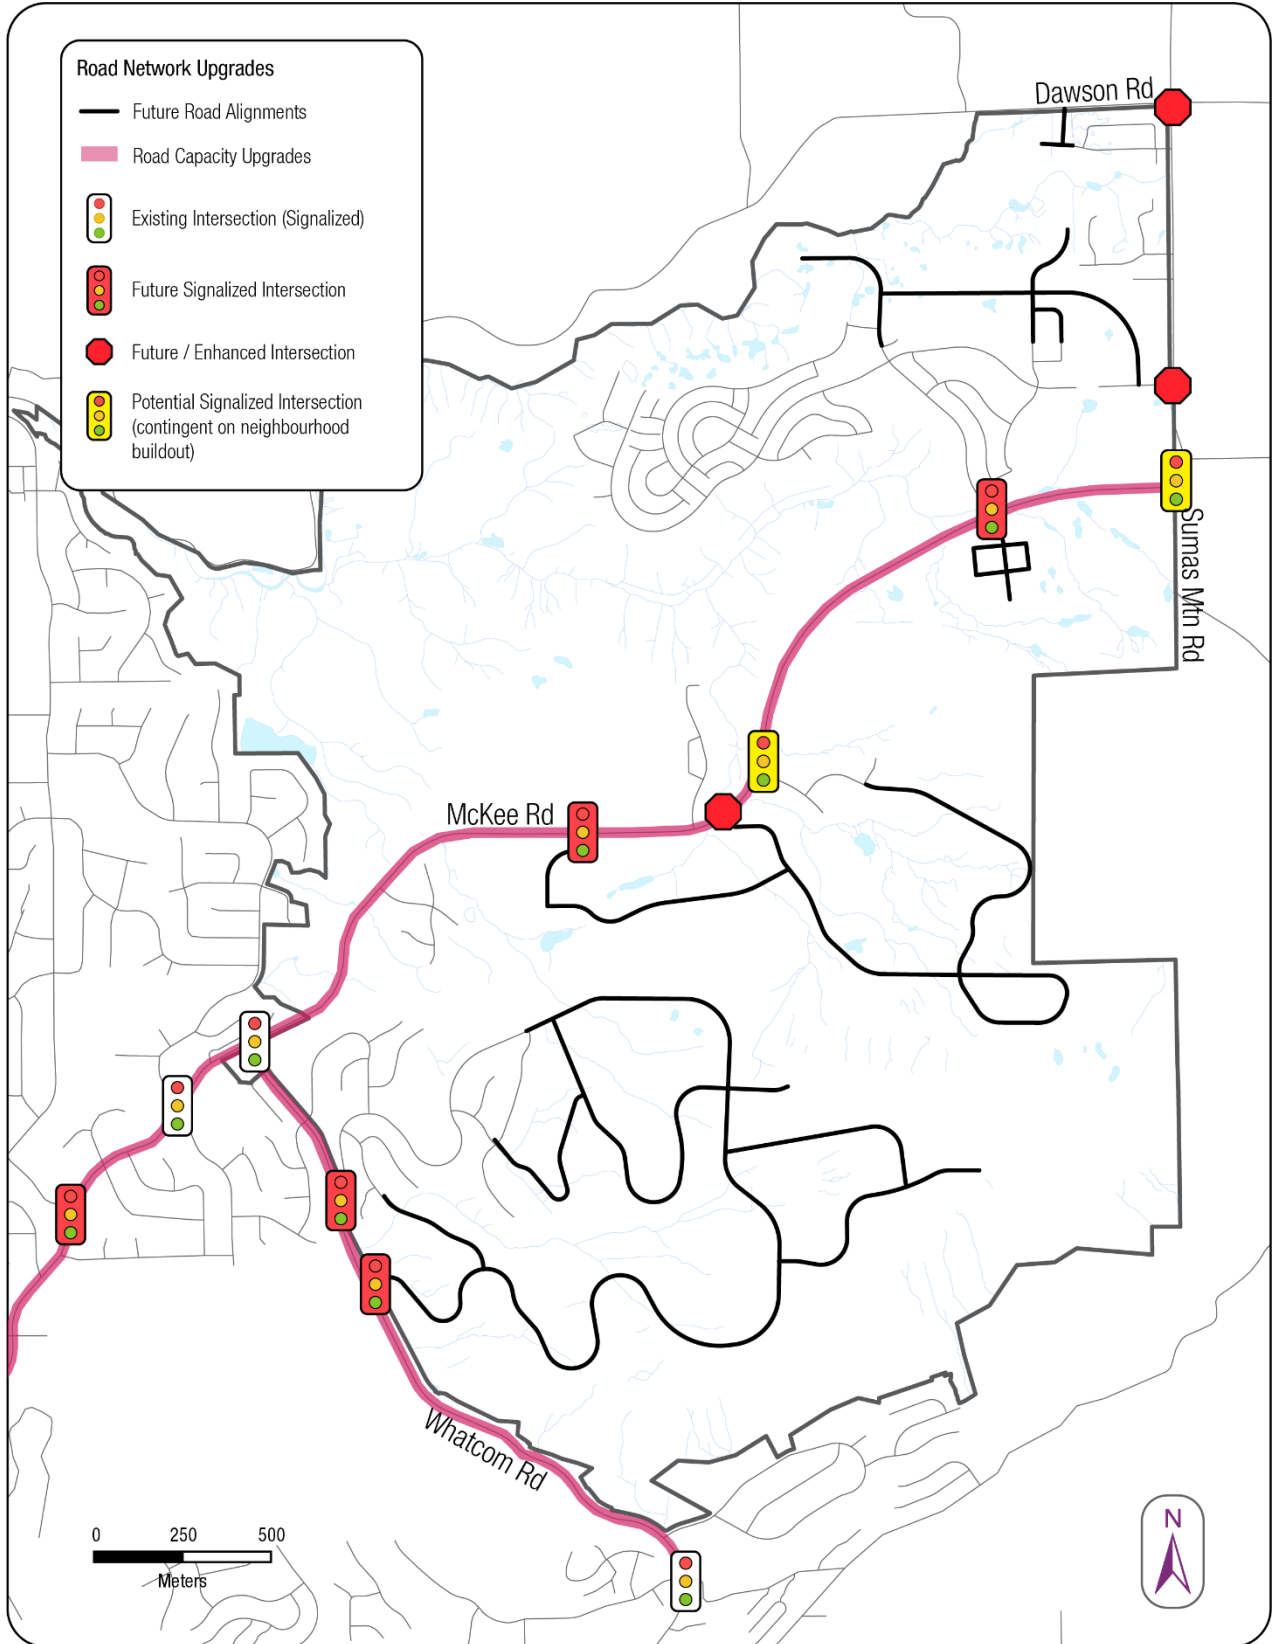 Road Network Upgrades
Future Road Alignments
Road Capacity Upgrades
Existing Intersection (Signalized)
Future Signalized Intersection
Future / Enhanced Intersection
Potential Signalized Intersection
(contingent on neighbourhood
buildout)
Dawson Rd
Sumas Mtn Rd
McKee Rd
Whatcom Rd
0 250 500
Meters
N